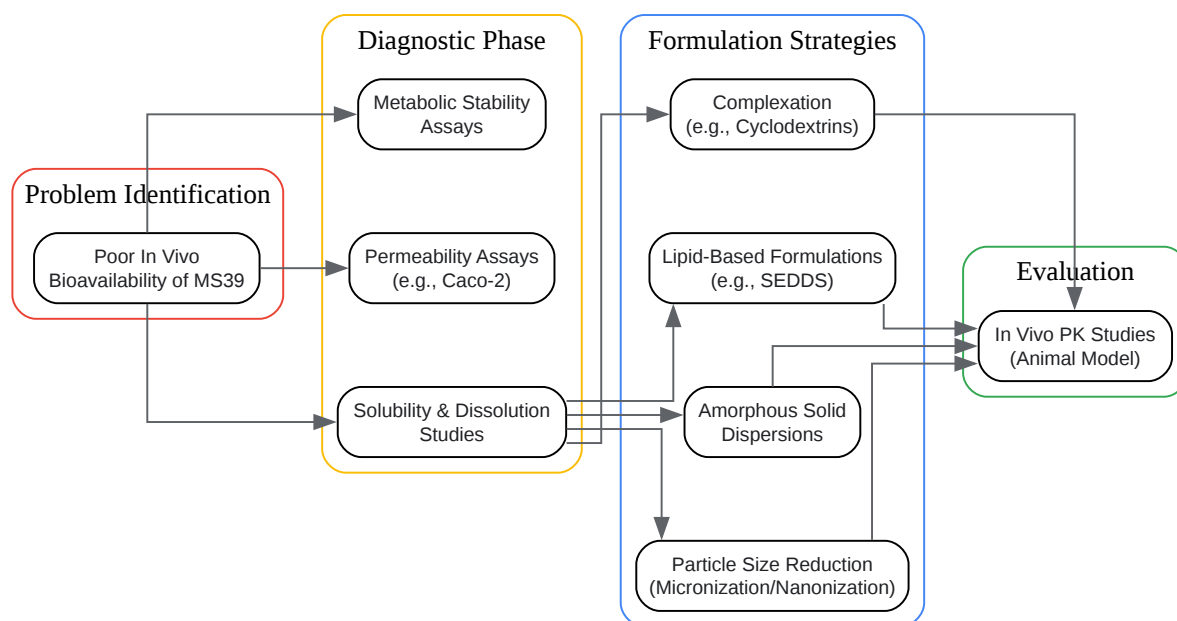 Problem Identification
Poor In Vivo
Bioavailability of MS39
Diagnostic Phase
Metabolic Stability
Assays
Permeability Assays
(e.g., Caco-2)
Solubility & Dissolution
Studies
Formulation Strategies
Complexation
(e.g., Cyclodextrins)
Lipid-Based Formulations
(e.g., SEDDS)
Amorphous Solid
Dispersions
Particle Size Reduction
(Micronization/Nanonization)
Evaluation
In Vivo PK Studies
(Animal Model)